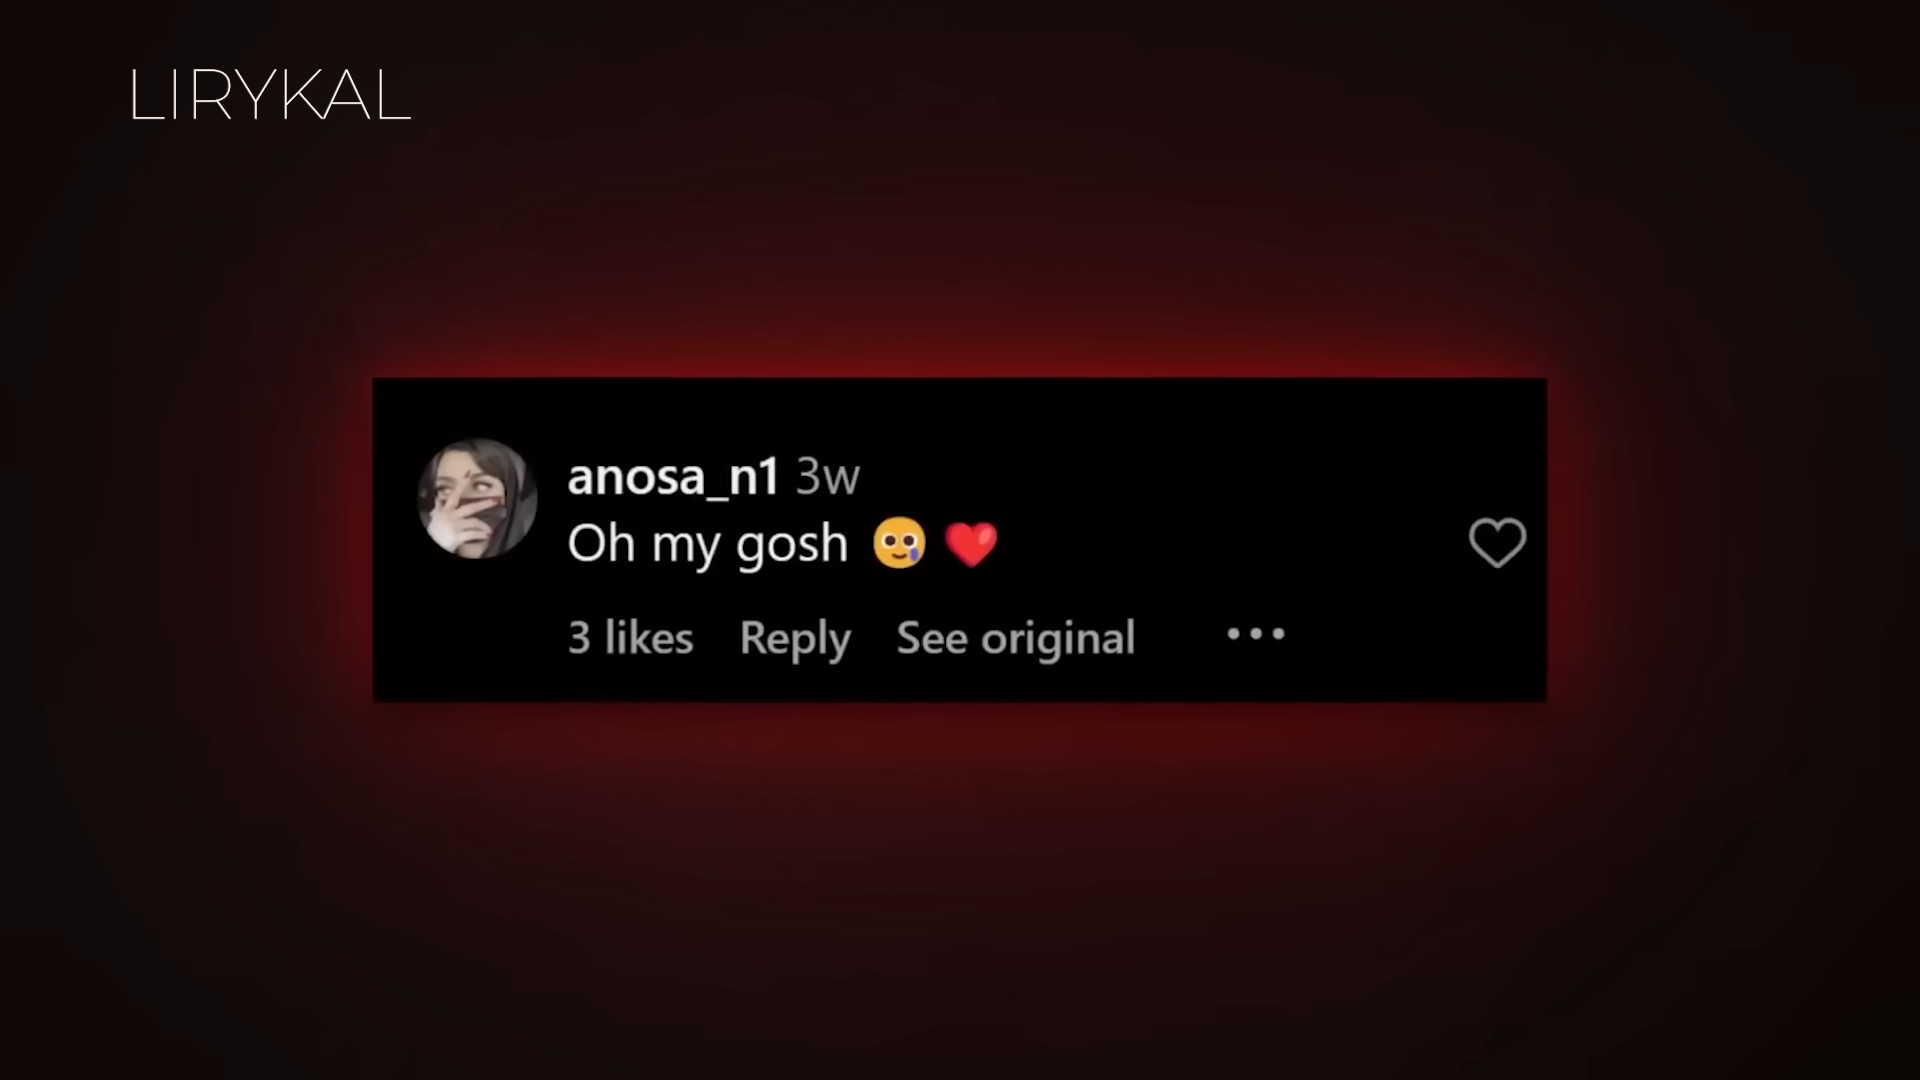 LIRYKAL
anosa_n1 3w
Oh my gosh 🥲 ❤️
3 likes Reply See original •••